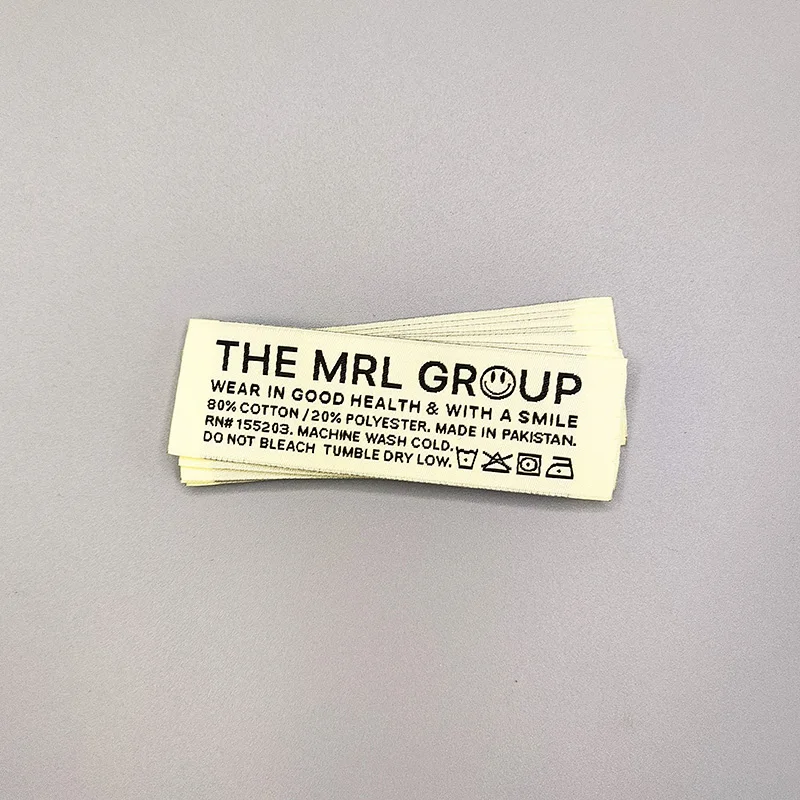 THE MRL GROUP
WEAR IN GOOD HEALTH & WITH A SMILE
80% COTTON / 20% POLYESTER. MADE IN PAKISTAN.
RN# 155203. MACHINE WASH COLD.
DO NOT BLEACH TUMBLE DRY LOW.